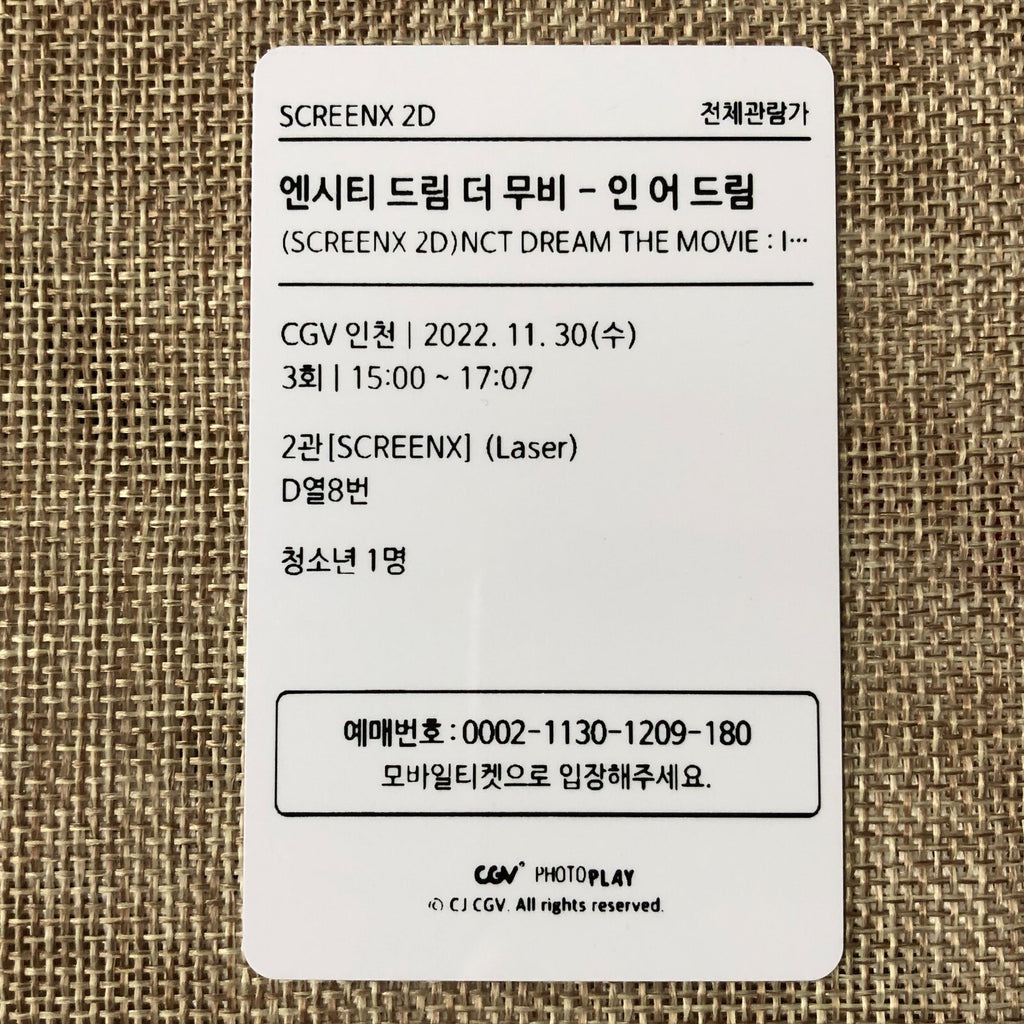 SCREENX 2D 전체관람가
엔시티 드림 더 무비 - 인 어 드림
(SCREENX 2D)NCT DREAM THE MOVIE : I···
CGV 인천 | 2022. 11. 30(수)
3회 | 15:00 ~ 17:07
2관[SCREENX] (Laser)
D열8번
청소년 1명
예매번호 : 0002-1130-1209-180
모바일티켓으로 입장해주세요.
CGV PHOTOPLAY
© CJ CGV. All rights reserved.